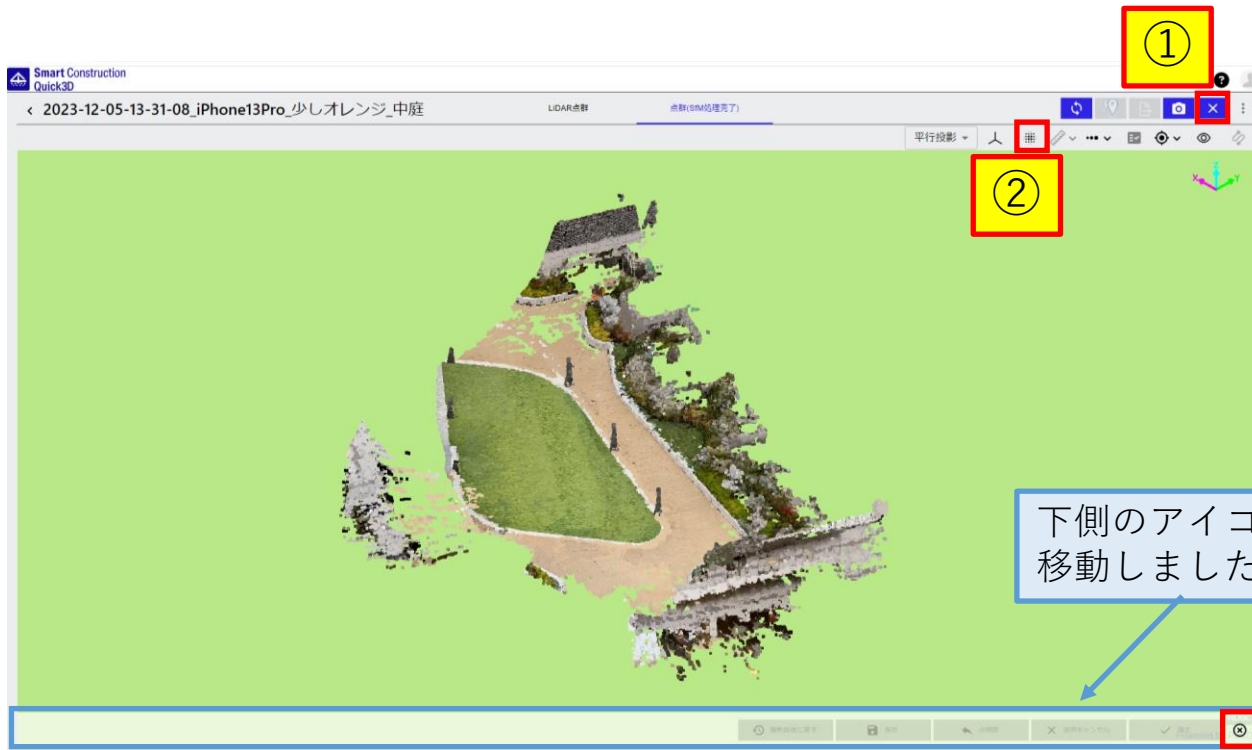 ①
Smart Construction
Quick3D
2023-12-05-13-31-08_iPhone13Pro_少しオレンジ_中庭
LiDAR点群
点群(SfM処理完了)
平行投影
②
Z
X
Y
下側のアイコ
移動しました
保存